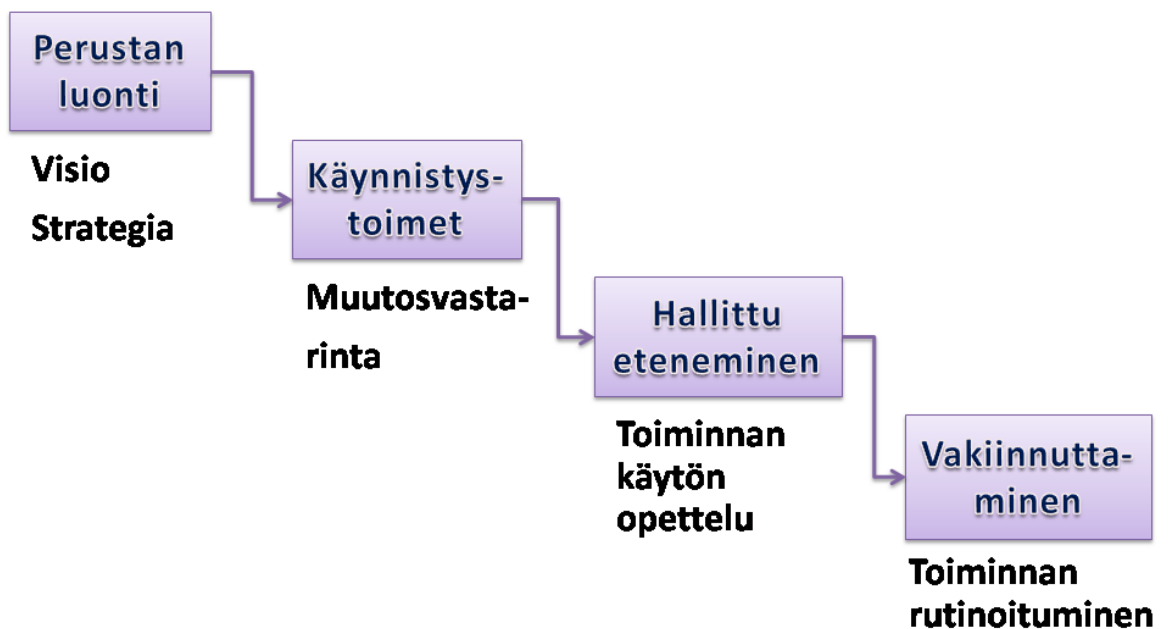 Perustan
luonti
Visio
Strategia
Käynnistys-
toimet
Muutosvasta-
rinta
Hallittu
eteneminen
Toiminnan
käytön
opettelu
Vakiinnutta-
minen
Toiminnan
rutinoituminen